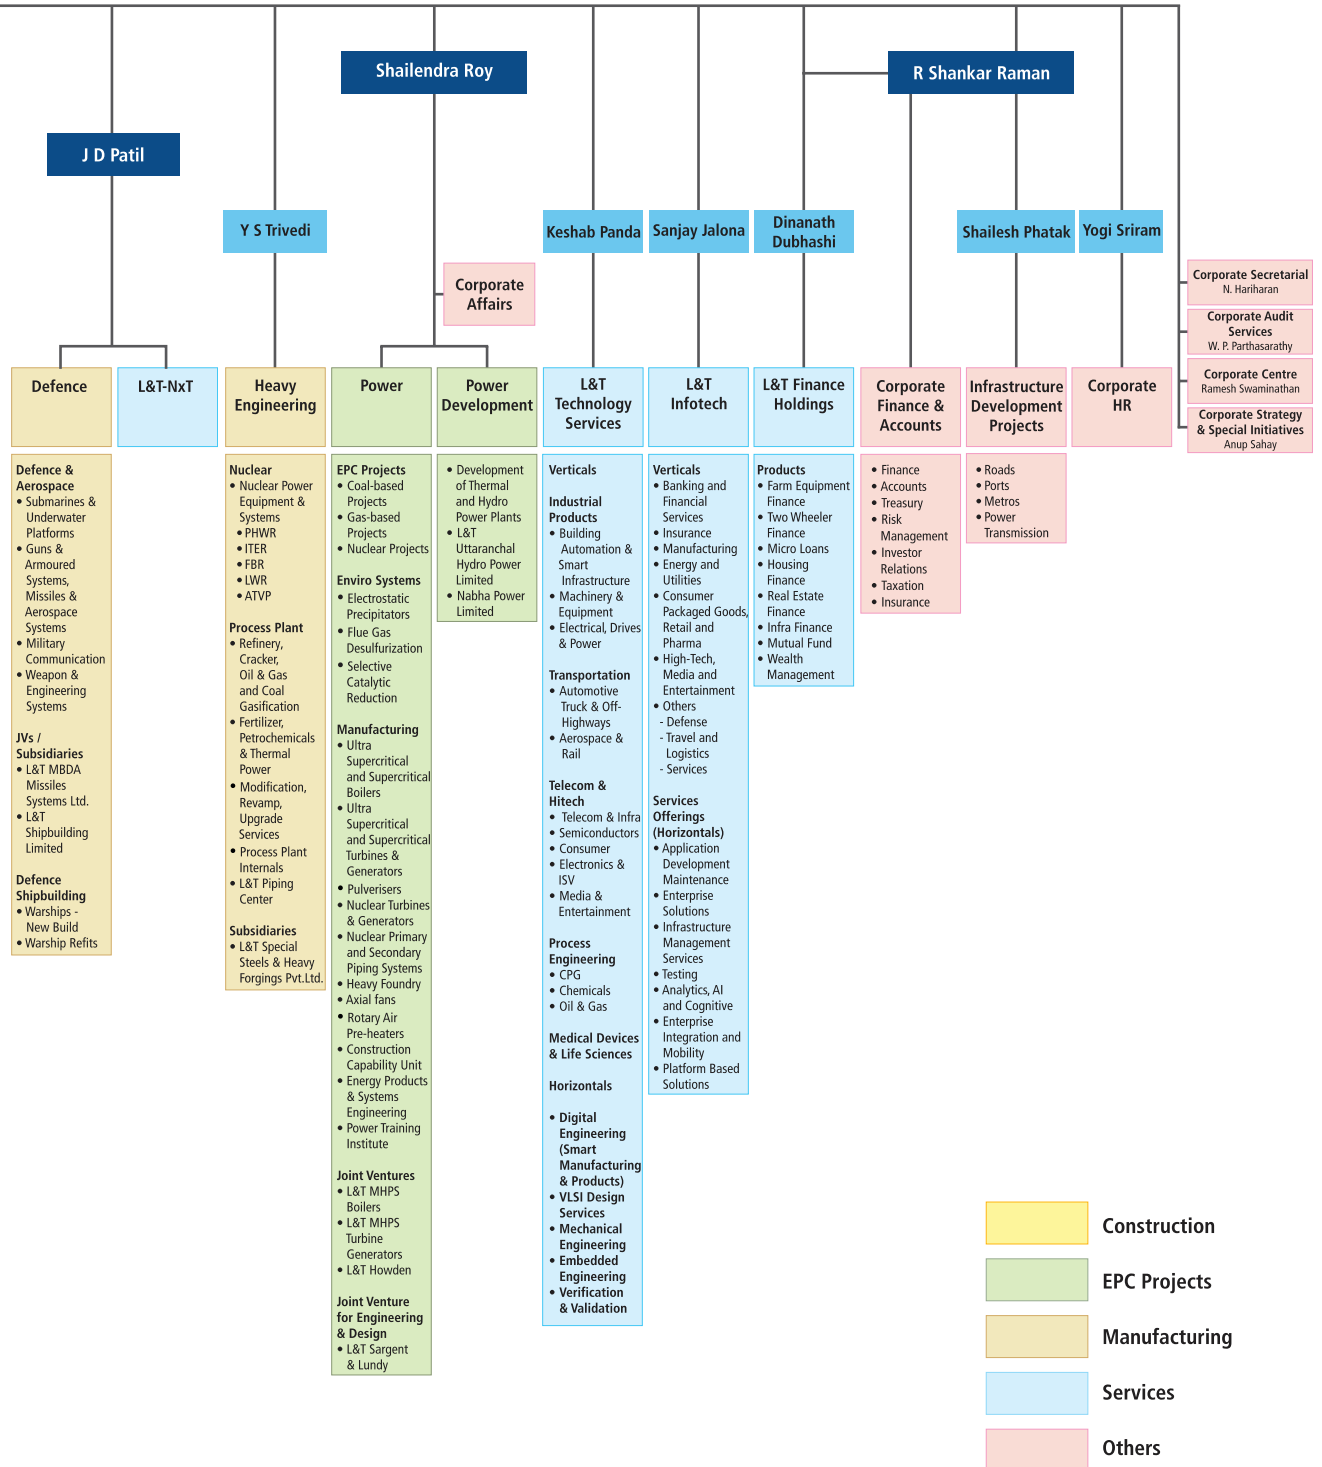 Shailendra Roy
R Shankar Raman
J D Patil
Y S Trivedi
Keshab Panda
Sanjay Jalona
Dinanath
Dubhashi
Shailesh Phatak
Yogi Sriram
Corporate
Affairs
Corporate Secretarial
N. Hariharan
Corporate Audit
Services
W. P. Parthasarathy
Corporate Centre
Ramesh Swaminathan
Corporate Strategy
& Special Initiatives
Anup Sahay
Defence
L&T-NxT
Heavy
Engineering
Power
Power
Development
L&T
Technology
Services
L&T
Infotech
L&T Finance
Holdings
Corporate
Finance &
Accounts
Infrastructure
Development
Projects
Corporate
HR
Defence &
Aerospace
• Submarines &
Underwater
Platforms
• Guns &
Armoured
Systems,
Missiles &
Aerospace
Systems
• Military
Communication
• Weapon &
Engineering
Systems
JVs /
Subsidiaries
• L&T MBDA
Missiles
Systems Ltd.
• L&T
Shipbuilding
Limited
Defence
Shipbuilding
• Warships -
New Build
• Warship Refits
Nuclear
• Nuclear Power
Equipment &
Systems
• PHWR
• ITER
• FBR
• LWR
• ATVP
Process Plant
• Refinery,
Cracker,
Oil & Gas
and Coal
Gasification
• Fertilizer,
Petrochemicals
& Thermal
Power
• Modification,
Revamp,
Upgrade
Services
• Process Plant
Internals
• L&T Piping
Center
Subsidiaries
• L&T Special
Steels & Heavy
Forgings Pvt.Ltd.
EPC Projects
• Coal-based
Projects
• Gas-based
Projects
• Nuclear Projects
Enviro Systems
• Electrostatic
Precipitators
• Flue Gas
Desulfurization
• Selective
Catalytic
Reduction
Manufacturing
• Ultra
Supercritical
and Supercritical
Boilers
• Ultra
Supercritical
and Supercritical
Turbines &
Generators
• Pulverisers
• Nuclear Turbines
& Generators
• Nuclear Primary
and Secondary
Piping Systems
• Heavy Foundry
• Axial fans
• Rotary Air
Pre-heaters
• Construction
Capability Unit
• Energy Products
& Systems
Engineering
• Power Training
Institute
Joint Ventures
• L&T MHPS
Boilers
• L&T MHPS
Turbine
Generators
• L&T Howden
Joint Venture
for Engineering
& Design
• L&T Sargent
& Lundy
• Development
of Thermal
and Hydro
Power Plants
• L&T
Uttaranchal
Hydro Power
Limited
• Nabha Power
Limited
Verticals
Industrial
Products
• Building
Automation &
Smart
Infrastructure
• Machinery &
Equipment
• Electrical, Drives
& Power
Transportation
• Automotive
Truck & Off-
Highways
• Aerospace &
Rail
Telecom &
Hitech
• Telecom & Infra
• Semiconductors
• Consumer
• Electronics &
ISV
• Media &
Entertainment
Process
Engineering
• CPG
• Chemicals
• Oil & Gas
Medical Devices
& Life Sciences
Horizontals
• Digital
Engineering
(Smart
Manufacturing
& Products)
• VLSI Design
Services
• Mechanical
Engineering
• Embedded
Engineering
• Verification
& Validation
Verticals
• Banking and
Financial
Services
• Insurance
• Manufacturing
• Energy and
Utilities
• Consumer
Packaged Goods,
Retail and
Pharma
• High-Tech,
Media and
Entertainment
• Others
- Defense
- Travel and
Logistics
- Services
Services
Offerings
(Horizontals)
• Application
Development
Maintenance
• Enterprise
Solutions
• Infrastructure
Management
Services
• Testing
• Analytics, AI
and Cognitive
• Enterprise
Integration and
Mobility
• Platform Based
Solutions
Products
• Farm Equipment
Finance
• Two Wheeler
Finance
• Micro Loans
• Housing
Finance
• Real Estate
Finance
• Infra Finance
• Mutual Fund
• Wealth
Management
• Finance
• Accounts
• Treasury
• Risk
Management
• Investor
Relations
• Taxation
• Insurance
• Roads
• Ports
• Metros
• Power
Transmission
Construction
EPC Projects
Manufacturing
Services
Others